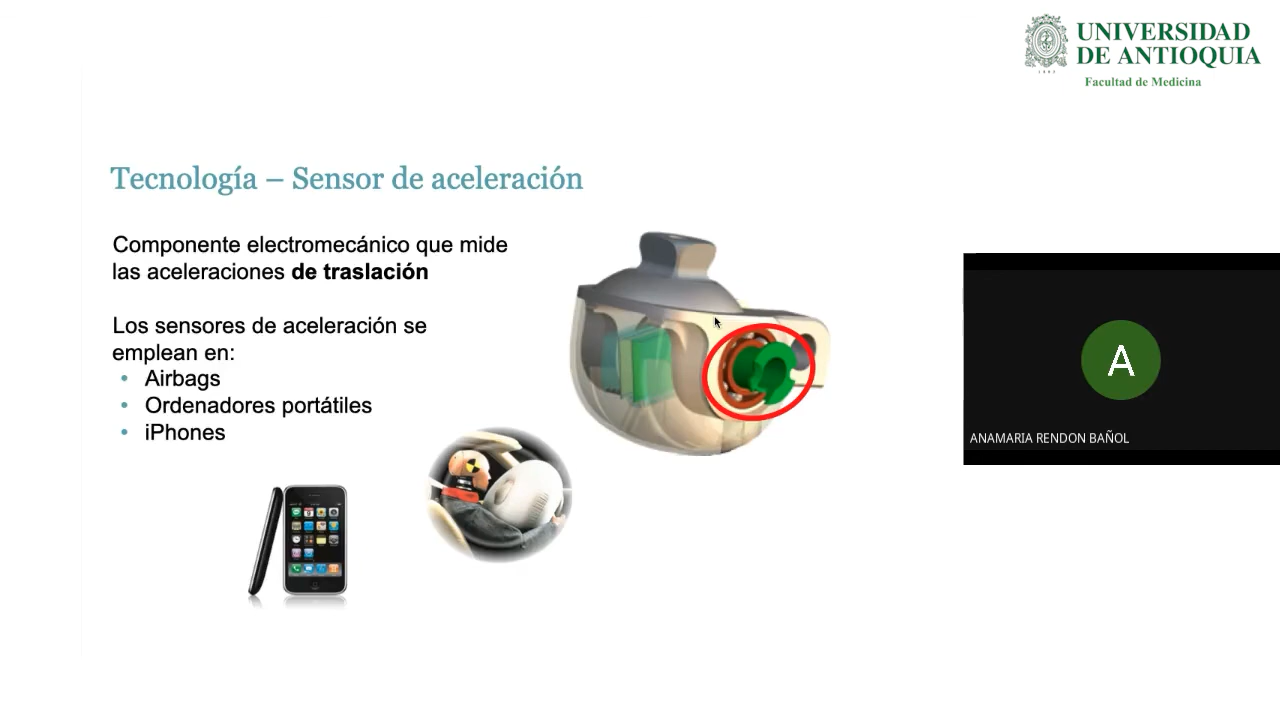 UNIVERSIDAD
DE ANTIOQUIA
1803
Facultad de Medicina
Tecnología – Sensor de aceleración
Componente electromecánico que mide
las aceleraciones de traslación
Los sensores de aceleración se
emplean en:
• Airbags
• Ordenadores portátiles
• iPhones
A
ANAMARIA RENDON BAÑOL